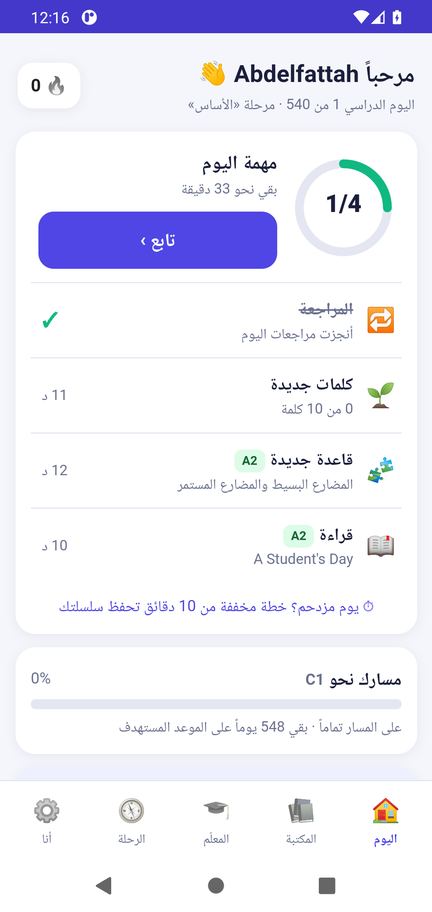 12:16
مرحباً Abdelfattah 👋
0 🔥
اليوم الدراسي 1 من 540 · مرحلة «الأساس»
1/4
مهمة اليوم
بقي نحو 33 دقيقة
تابع ›
المراجعة
أنجزت مراجعات اليوم
كلمات جديدة
0 من 10 كلمة
11 د
قاعدة جديدة A2
المضارع البسيط والمضارع المستمر
12 د
قراءة A2
A Student's Day
10 د
⏱ يوم مزدحم؟ خطة مخففة من 10 دقائق تحفظ سلسلتك
مسارك نحو C1
0%
على المسار تماماً · بقي 548 يوماً على الموعد المستهدف
اليوم
المكتبة
المعلّم
الرحلة
أنا